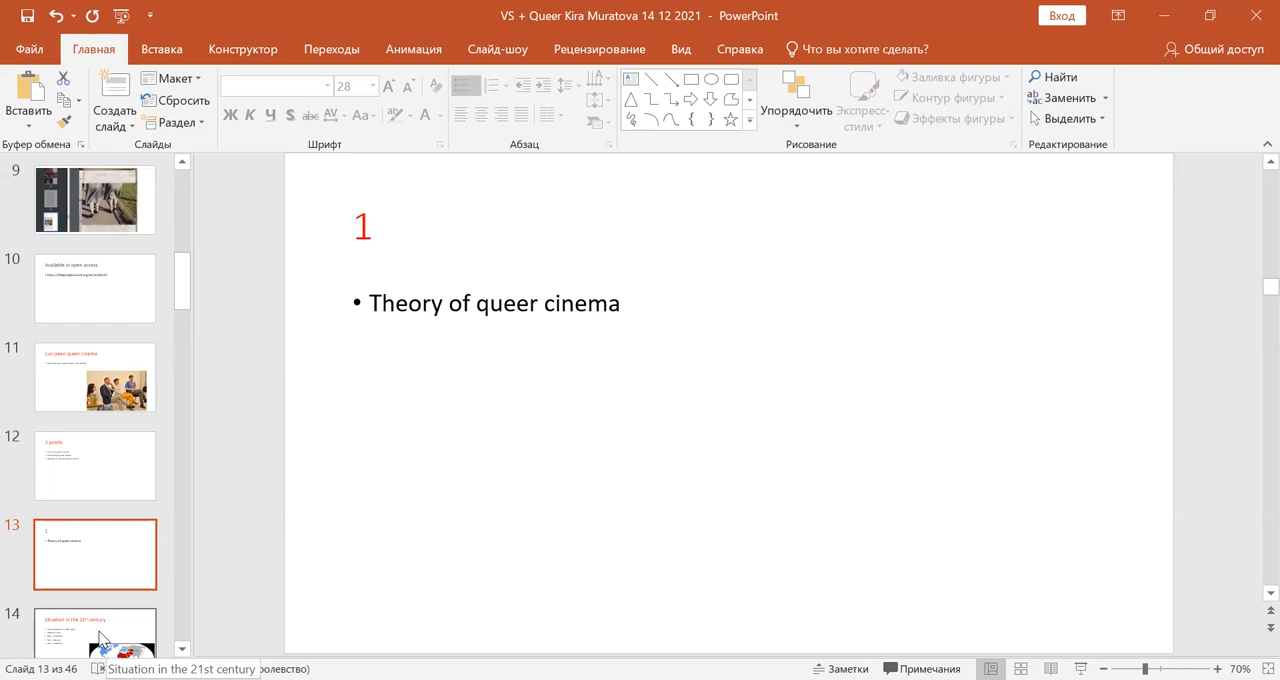 VS + Queer Kira Muratova 14 12 2021 - PowerPoint
Вход
Файл Главная Вставка Конструктор Переходы Анимация Слайд-шоу Рецензирование Вид Справка Что вы хотите сделать? Общий доступ
Вставить
Создать слайд
Макет
Сбросить
Раздел
28
Ж К Ч S abc AV Aa A
Упорядочить
Экспресс-стили
Заливка фигуры
Контур фигуры
Эффекты фигуры
Найти
Заменить
Выделить
Буфер обмена Слайды Шрифт Абзац Рисование Редактирование
9
10
Available in open access
11
12
3 points
13
1
Theory of queer cinema
14
Situation in the 21st century
1
• Theory of queer cinema
Situation in the 21st century
Слайд 13 из 46 ролевство) Заметки Примечания 70%